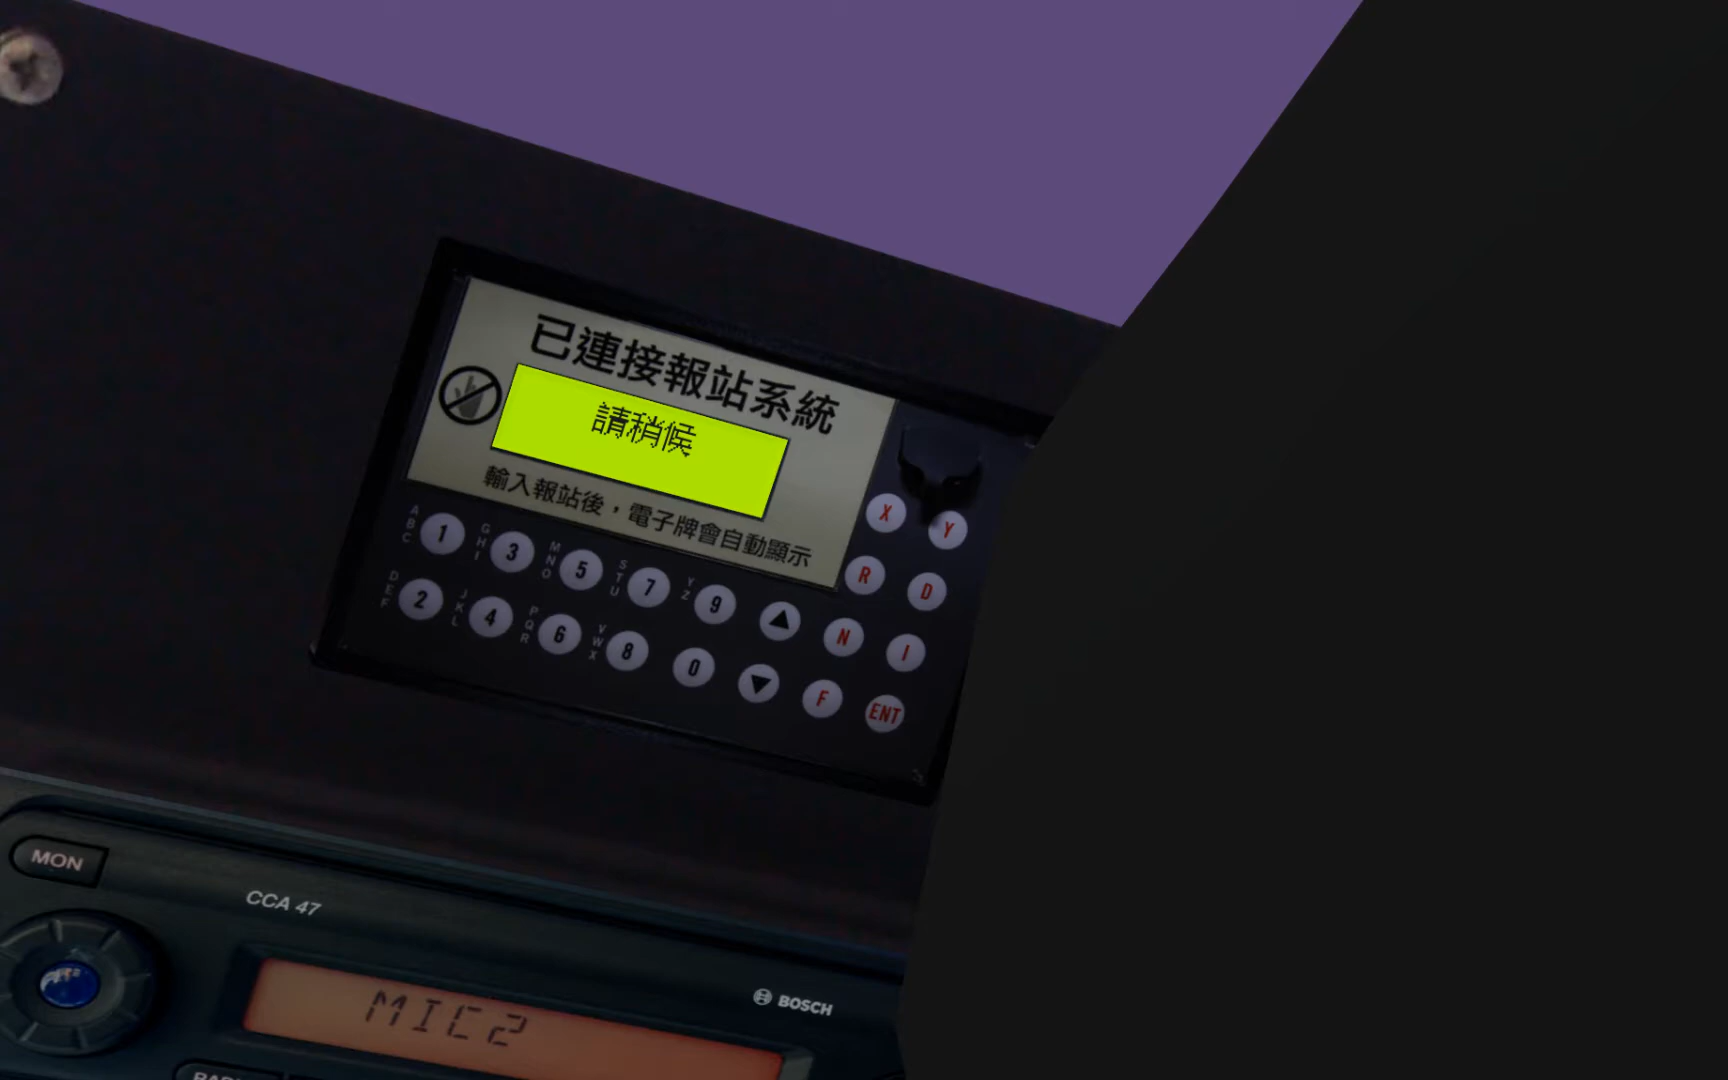 已連接報站系統
請稍候
輸入報站後，電子牌會自動顯示
X Y
R D
ABC 1 GHI 3 MNO 5 STU 7 YZ 9 N I
DEF 2 JKL 4 PQR 6 VWX 8 0 F ENT
MON
CCA 47
BOSCH
MIC2